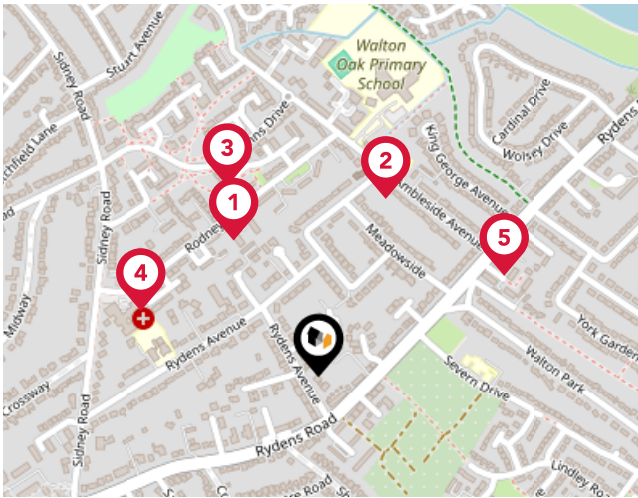 Stuart Avenue
Sidney Road
Walton
Oak Primary
School
Cardinal Drive
Wolsey Drive
Rydens
King George Avenue
Ambleside Avenue
3
2
1
5
4
Sidney Road
Meadowside
Midway
Rydens Avenue
Rydens Avenue
York Garden
Walton Park
Severn Drive
Crossway
Sidney Road
Rydens Road
Lindley Ro